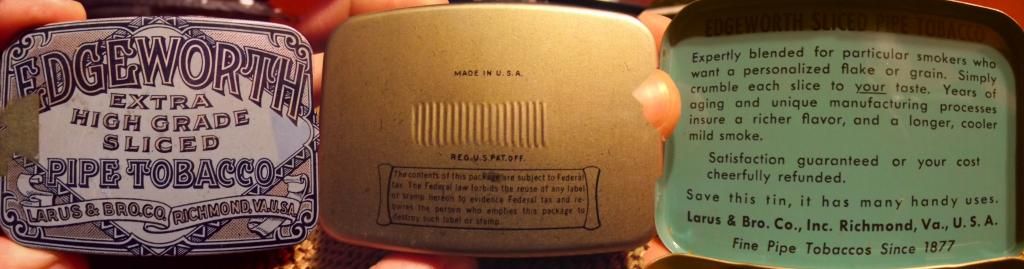 EDGEWORTH
EXTRA
HIGH GRADE
SLICED
PIPE TOBACCO
LARUS & BRO.CO. RICHMOND, VA.U.S.A
MADE IN U.S.A.
REG.U.S.PAT.OFF.
The contents of this package are subject to Federal
tax. The Federal law forbids the reuse of any label
or stamp hereon to evidence Federal tax and re-
quires the person who empties this package to
destroy such label or stamp.
EDGEWORTH SLICED PIPE TOBACCO
Expertly blended for particular smokers who
want a personalized flake or grain. Simply
crumble each slice to your taste. Years of
aging and unique manufacturing processes
insure a richer flavor, and a longer, cooler
mild smoke.
Satisfaction guaranteed or your cost
cheerfully refunded.
Save this tin, it has many handy uses.
Larus & Bro. Co., Inc. Richmond, Va., U. S. A.
Fine Pipe Tobaccos Since 1877